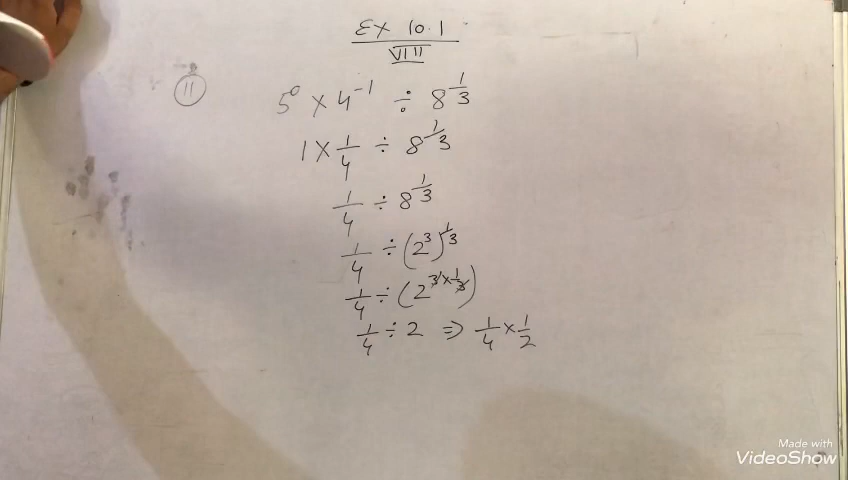 Ex 10.1
VIII
11
5⁰ × 4⁻¹ ÷ 8^(1/3)
1 × 1/4 ÷ 8^(1/3)
1/4 ÷ 8^(1/3)
1/4 ÷ (2³)^(1/3)
1/4 ÷ (2^(3×1/3))
1/4 ÷ 2 ⇒ 1/4 × 1/2
Made with
VideoShow